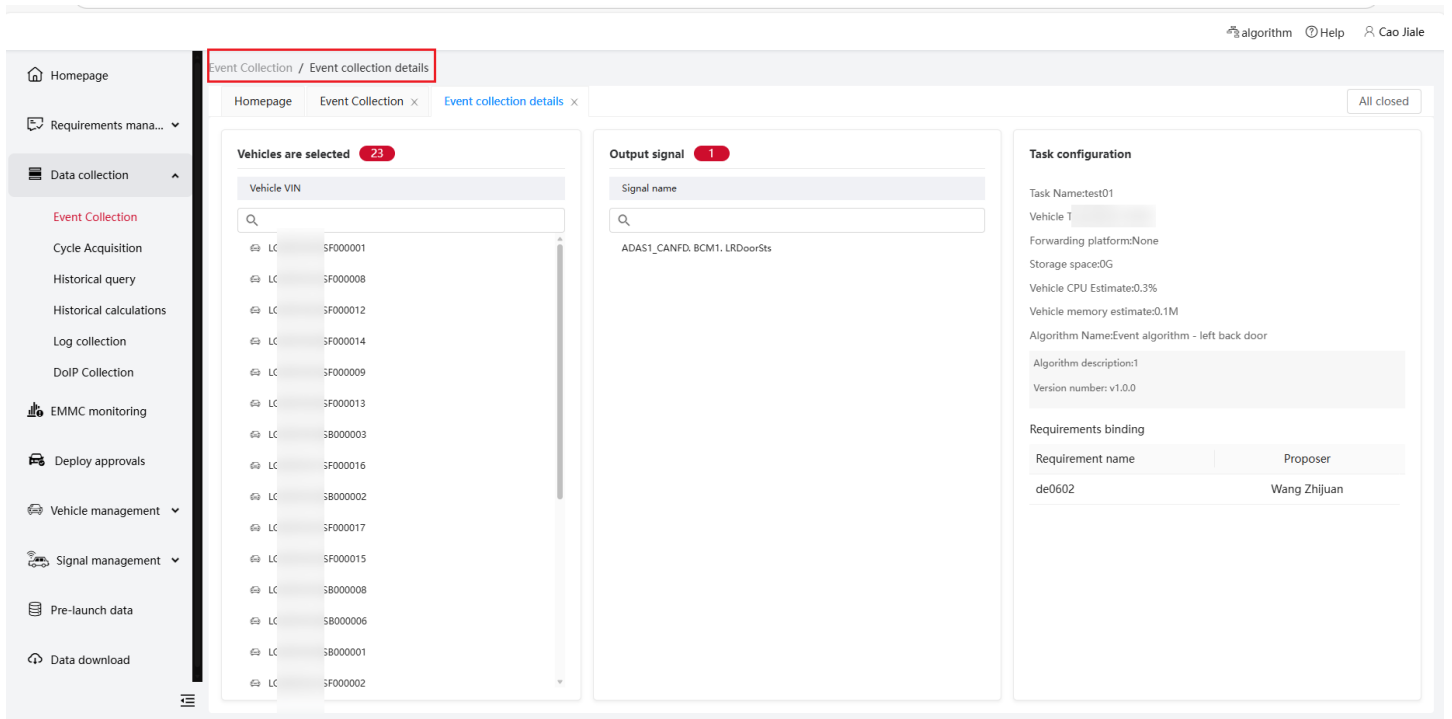 algorithm Help Cao Jiale
Homepage
Requirements mana...
Data collection
Event Collection
Cycle Acquisition
Historical query
Historical calculations
Log collection
DoIP Collection
EMMC monitoring
Deploy approvals
Vehicle management
Signal management
Pre-launch data
Data download
Event Collection / Event collection details
Homepage Event Collection × Event collection details × All closed
Vehicles are selected 23
Vehicle VIN
SF000001
SF000008
SF000012
SF000014
SF000009
SF000013
SB000003
SF000016
SB000002
SF000017
SF000015
SB000008
SB000006
SB000001
SF000002
Output signal 1
Signal name
ADAS1_CANFD. BCM1. LRDoorSts
Task configuration
Task Name:test01
Vehicle T
Forwarding platform:None
Storage space:0G
Vehicle CPU Estimate:0.3%
Vehicle memory estimate:0.1M
Algorithm Name:Event algorithm - left back door
Algorithm description:1
Version number: v1.0.0
Requirements binding
Requirement name Proposer
de0602 Wang Zhijuan